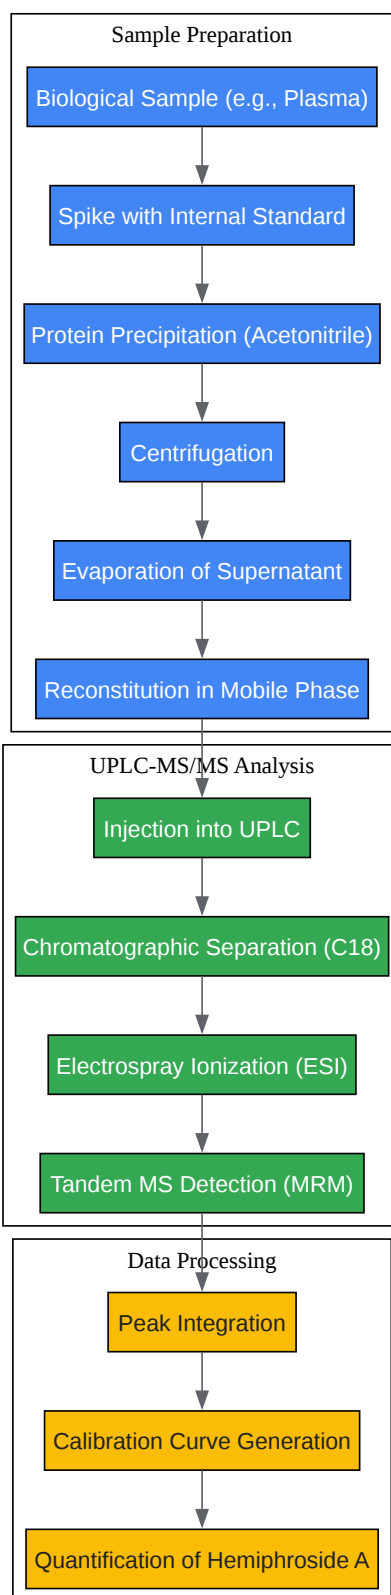 Sample Preparation
Biological Sample (e.g., Plasma)
Spike with Internal Standard
Protein Precipitation (Acetonitrile)
Centrifugation
Evaporation of Supernatant
Reconstitution in Mobile Phase
UPLC-MS/MS Analysis
Injection into UPLC
Chromatographic Separation (C18)
Electrospray Ionization (ESI)
Tandem MS Detection (MRM)
Data Processing
Peak Integration
Calibration Curve Generation
Quantification of Hemiphroside A